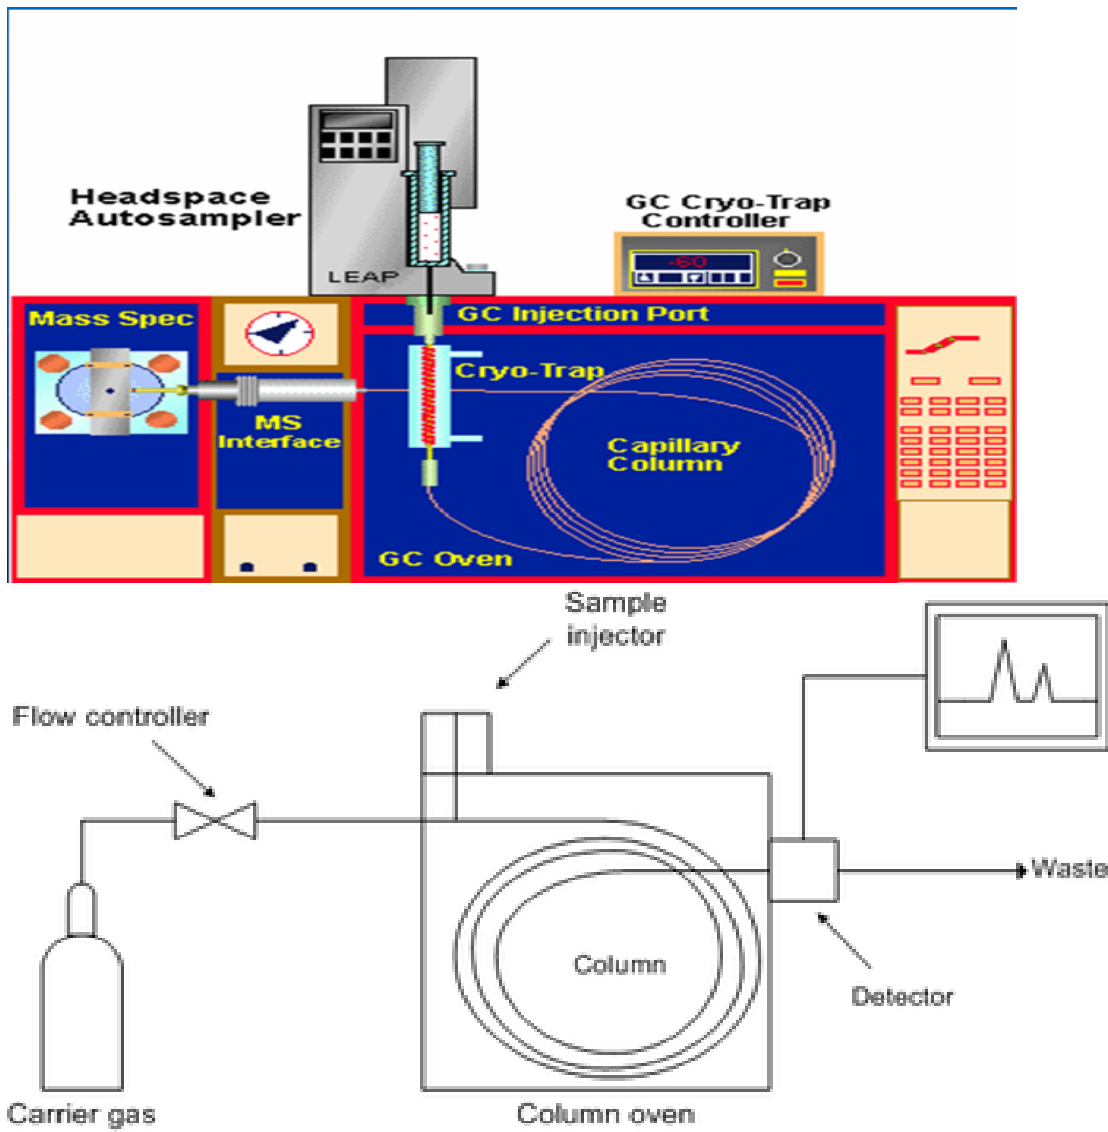 Headspace
Autosampler
GC Cryo-Trap
Controller
-60
LEAP
Mass Spec
GC Injection Port
Cryo-Trap
MS
Interface
Capillary
Column
GC Oven
Sample
injector
Flow controller
Waste
Column
Detector
Carrier gas
Column oven